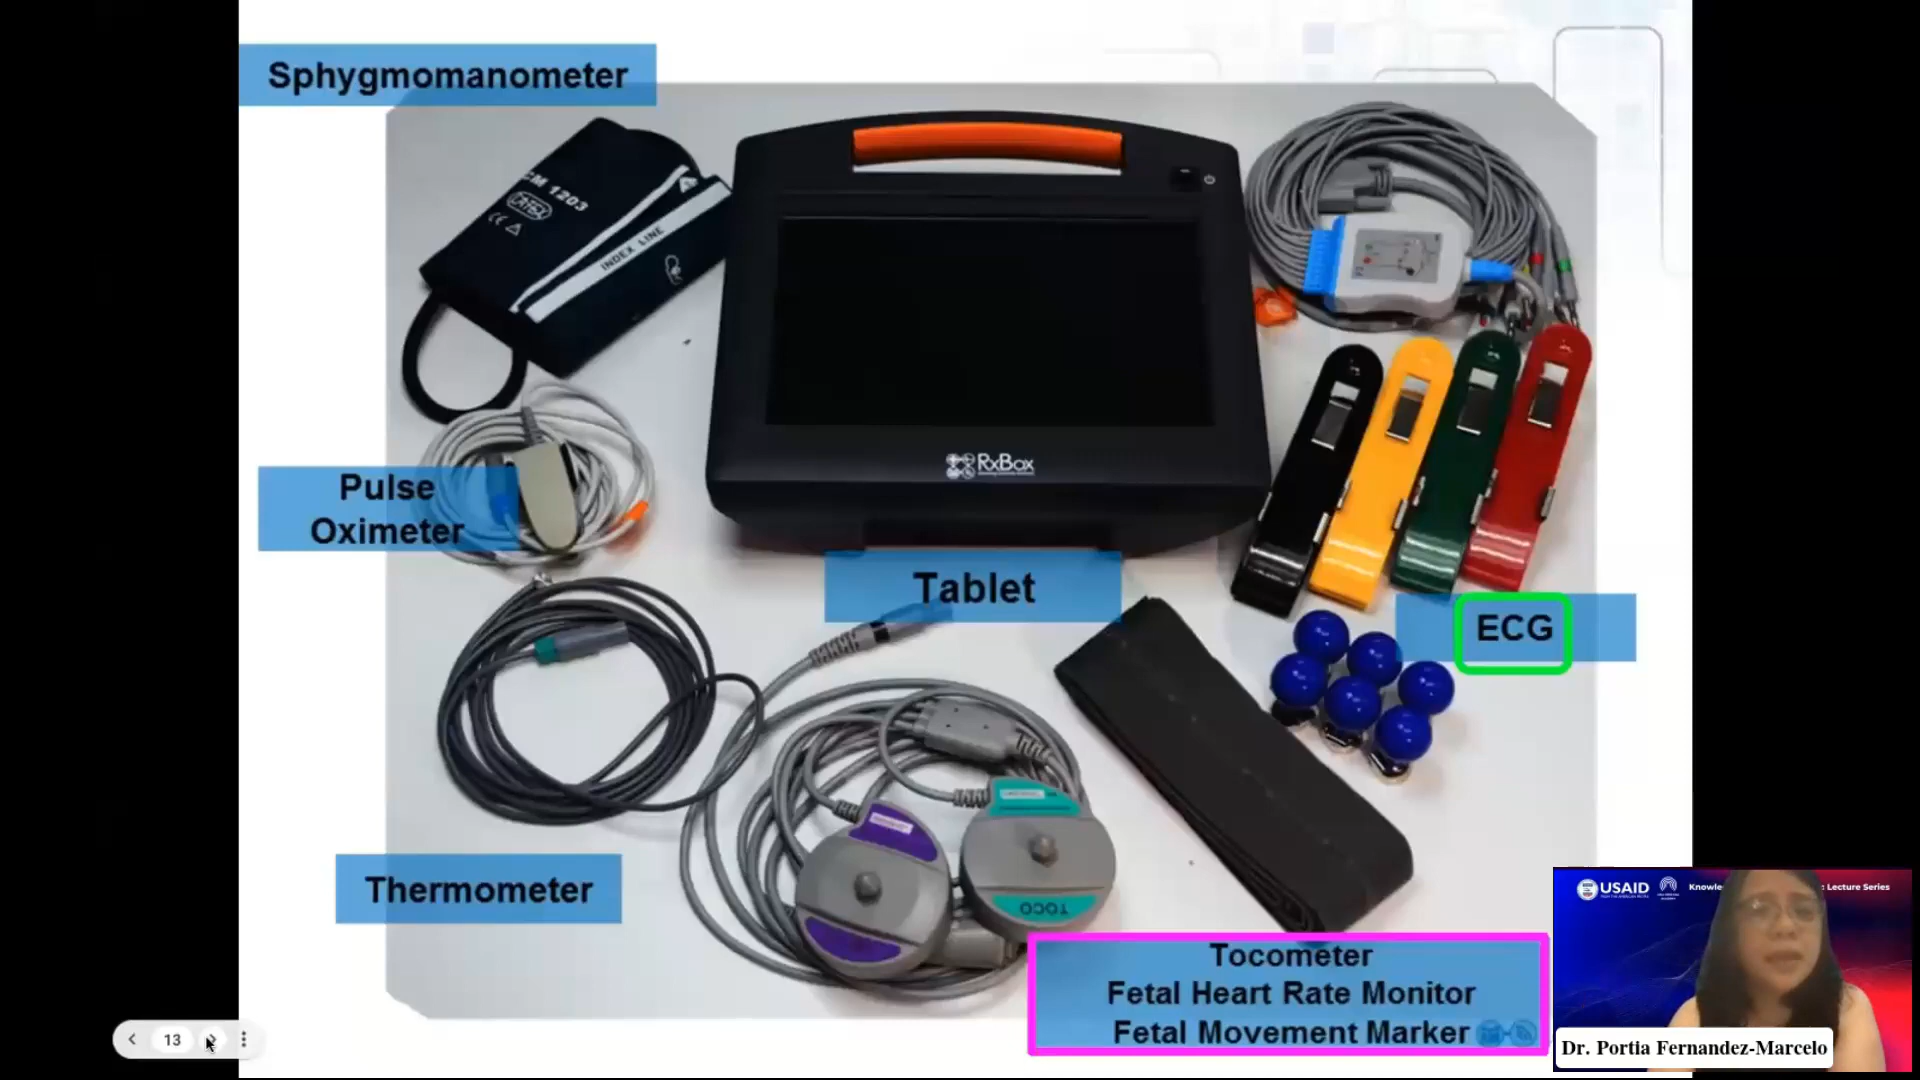 Sphygmomanometer
CM 1203
LATEX
INDEX LINE
RxBox
Pulse
Oximeter
Tablet
ECG
Thermometer
TOCO
Tocometer
Fetal Heart Rate Monitor
Fetal Movement Marker
13
USAID
: Lecture Series
Dr. Portia Fernandez-Marcelo